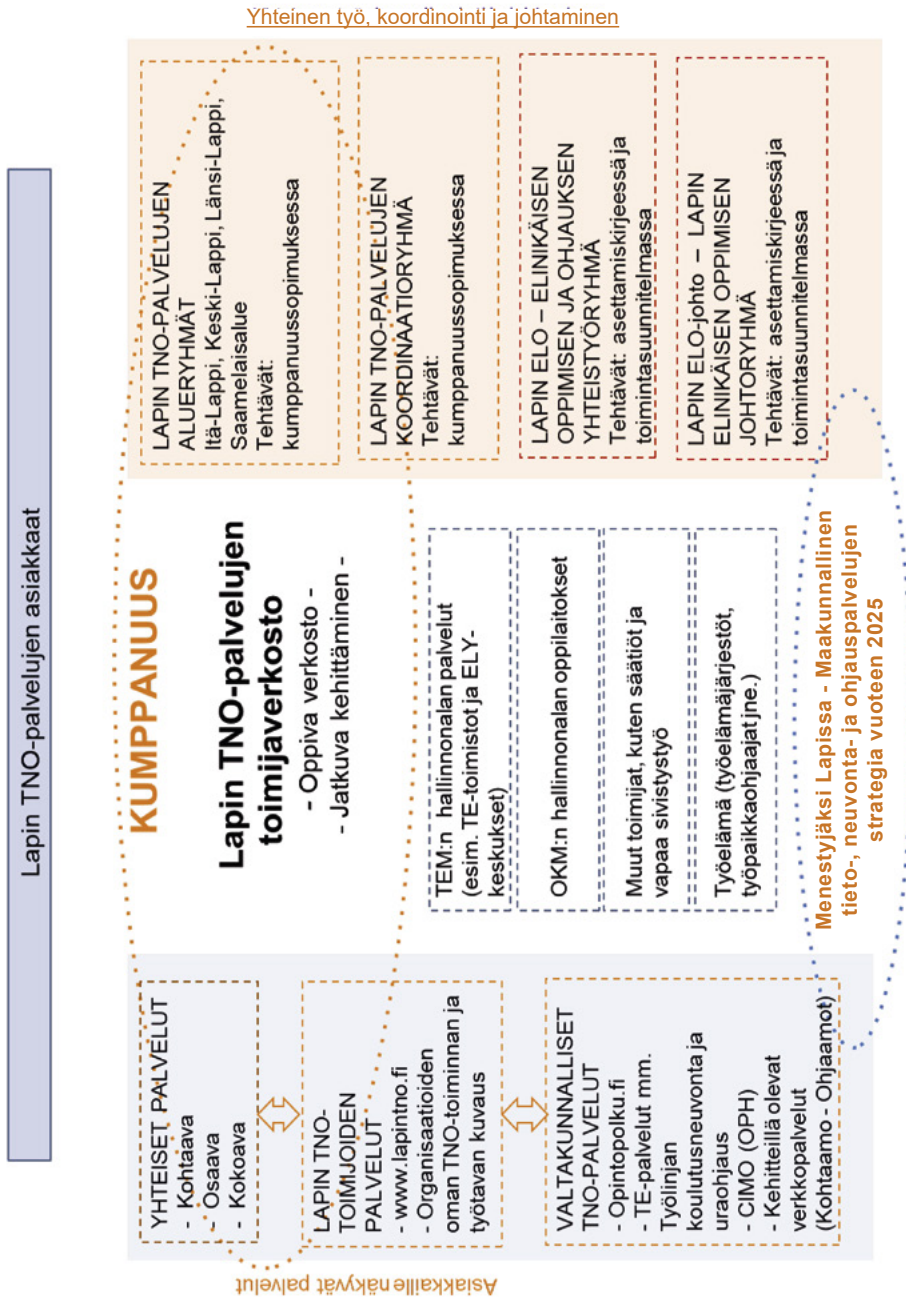 Yhteinen työ, koordinointi ja johtaminen
Lapin TNO-palvelujen asiakkaat
YHTEISET PALVELUT
- Kohtaava
- Osaava
- Kokoava
LAPIN TNO-
TOIMIJOIDEN
PALVELUT
- www.lapintno.fi
- Organisaatioiden
oman TNO-toiminnan ja
työtavan kuvaus
VALTAKUNNALLISET
TNO-PALVELUT
- Opintopolku.fi
- TE-palvelut mm.
Työlinjan
koulutusneuvonta ja
uraohjaus
- CIMO (OPH)
- Kehitteillä olevat
verkkopalvelut
(Kohtaamo - Ohjaamot)
Asiakkaille näkyvät palvelut
KUMPPANUUS
Lapin TNO-palvelujen
toimijaverkosto
- Oppiva verkosto -
- Jatkuva kehittäminen -
TEM:n hallinnonalan palvelut
(esim. TE-toimistot ja ELY-
keskukset)
OKM:n hallinnonalan oppilaitokset
Muut toimijat, kuten säätiöt ja
vapaa sivistystyö
Työelämä (työelämäjärjestöt,
työpaikkaohjaajat jne.)
Menestyjäksi Lapissa - Maakunnallinen
tieto-, neuvonta- ja ohjauspalvelujen
strategia vuoteen 2025
LAPIN TNO-PALVELUJEN
ALUERYHMÄT
Itä-Lappi, Keski-Lappi, Länsi-Lappi,
Saamelaisalue
Tehtävät:
kumppanuussopimuksessa
LAPIN TNO-PALVELUJEN
KOORDINAATIORYHMÄ
Tehtävät:
kumppanuussopimuksessa
LAPIN ELO – ELINIKÄISEN
OPPIMISEN JA OHJAUKSEN
YHTEISTYÖRYHMÄ
Tehtävät: asettamiskirjeessä ja
toimintasuunnitelmassa
LAPIN ELO-johto – LAPIN
ELINIKÄISEN OPPIMISEN
JOHTORYHMÄ
Tehtävät: asettamiskirjeessä ja
toimintasuunnitelmassa